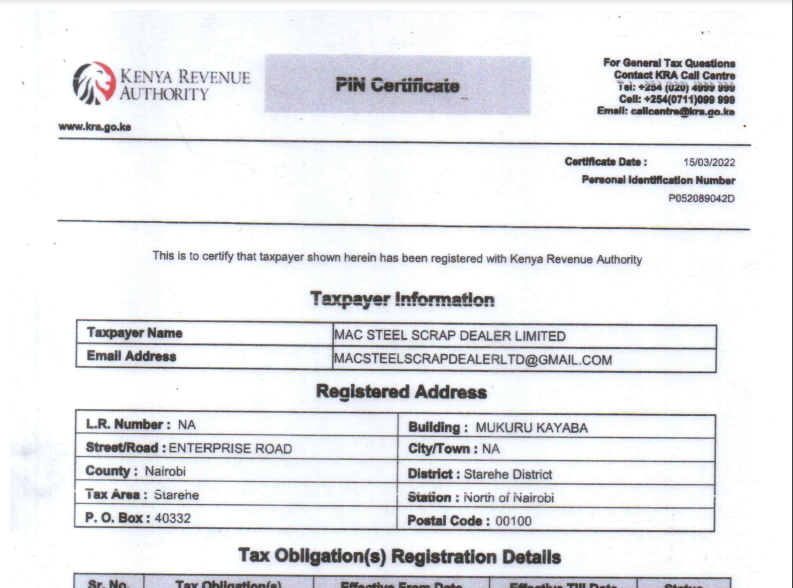 KENYA REVENUE
AUTHORITY
www.kra.go.ke
PIN Certificate
For General Tax Questions
Contact KRA Call Centre
Tel: +254 (020) 4999 999
Cell: +254(0711)099 999
Email: callcentre@kra.go.ke
Certificate Date : 15/03/2022
Personal Identification Number
P052089042D
This is to certify that taxpayer shown herein has been registered with Kenya Revenue Authority
Taxpayer Information
Taxpayer Name MAC STEEL SCRAP DEALER LIMITED
Email Address MACSTEELSCRAPDEALERLTD@GMAIL.COM
Registered Address
L.R. Number : NA Building : MUKURU KAYABA
Street/Road : ENTERPRISE ROAD City/Town : NA
County : Nairobi District : Starehe District
Tax Area : Starehe Station : North of Nairobi
P. O. Box : 40332 Postal Code : 00100
Tax Obligation(s) Registration Details
Sr. No. Tax Obligation(s) Effective From Date Effective Till Date Status